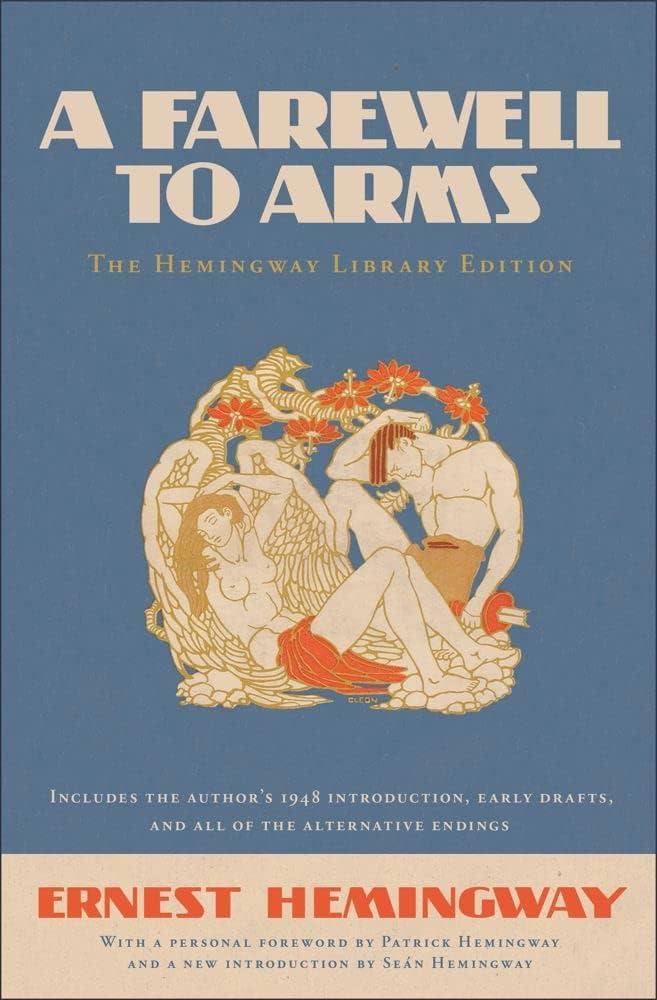 A FAREWELL
TO ARMS
THE HEMINGWAY LIBRARY EDITION
CLEON
INCLUDES THE AUTHOR'S 1948 INTRODUCTION, EARLY DRAFTS,
AND ALL OF THE ALTERNATIVE ENDINGS
ERNEST HEMINGWAY
WITH A PERSONAL FOREWORD BY PATRICK HEMINGWAY
AND A NEW INTRODUCTION BY SEÁN HEMINGWAY